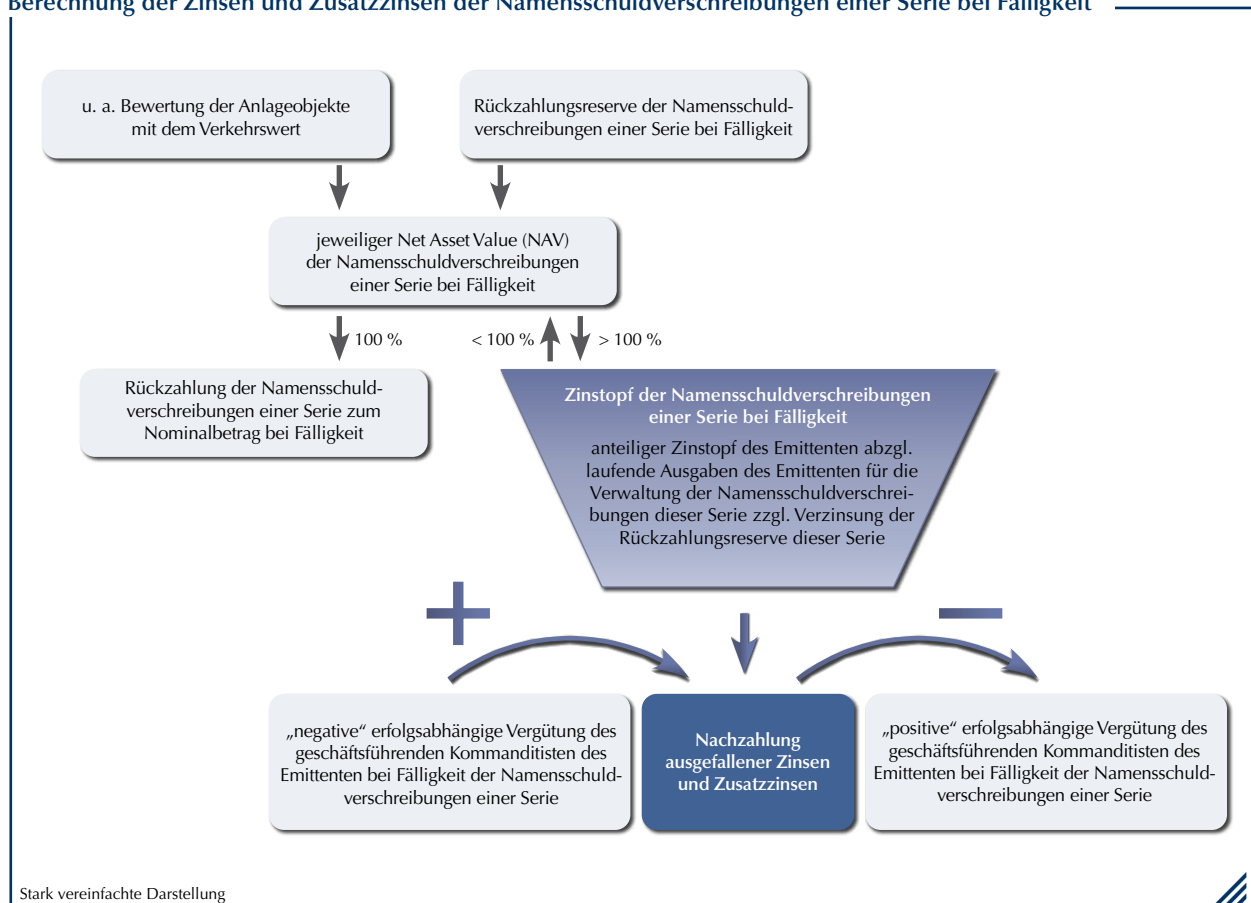 Berechnung der Zinsen und Zusatzzinsen der Namensschuldverschreibungen einer Serie bei Fälligkeit
u. a. Bewertung der Anlageobjekte
mit dem Verkehrswert
Rückzahlungsreserve der Namensschuld-
verschreibungen einer Serie bei Fälligkeit
jeweiliger Net Asset Value (NAV)
der Namensschuldverschreibungen
einer Serie bei Fälligkeit
100 %
< 100 %
> 100 %
Rückzahlung der Namensschuld-
verschreibungen einer Serie zum
Nominalbetrag bei Fälligkeit
Zinstopf der Namensschuldverschreibungen
einer Serie bei Fälligkeit
anteiliger Zinstopf des Emittenten abzgl.
laufende Ausgaben des Emittenten für die
Verwaltung der Namensschuldverschrei-
bungen dieser Serie zzgl. Verzinsung der
Rückzahlungsreserve dieser Serie
+
−
„negative“ erfolgsabhängige Vergütung des
geschäftsführenden Kommanditisten des
Emittenten bei Fälligkeit der Namensschuld-
verschreibungen einer Serie
Nachzahlung
ausgefallener Zinsen
und Zusatzzinsen
„positive“ erfolgsabhängige Vergütung des
geschäftsführenden Kommanditisten des
Emittenten bei Fälligkeit der Namensschuld-
verschreibungen einer Serie
Stark vereinfachte Darstellung